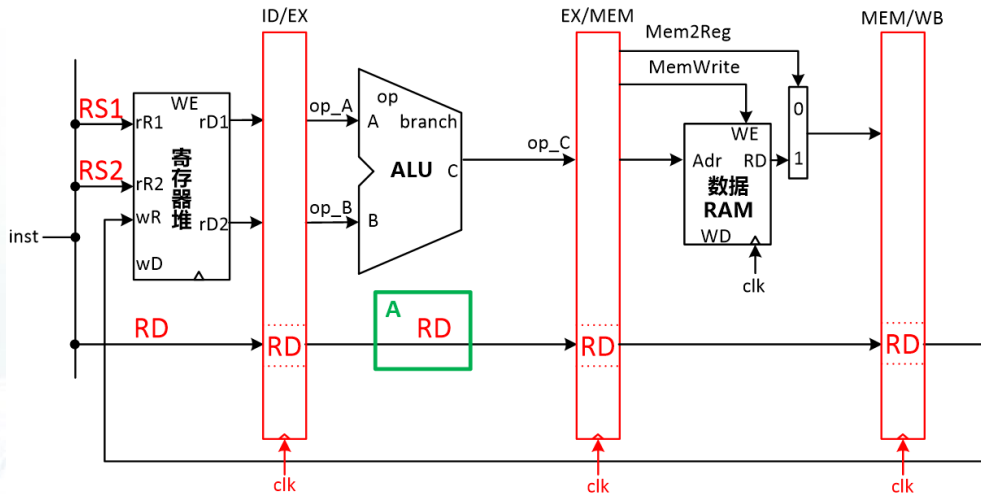 ID/EX
EX/MEM
MEM/WB
Mem2Reg
MemWrite
RS1
WE
rR1
rD1
op_A
op
A
branch
op_C
WE
0
1
RS2
rR2
寄存器堆
ALU
C
Adr
RD
数据
RAM
wR
rD2
op_B
B
inst
wD
WD
clk
A
RD
RD
RD
RD
RD
clk
clk
clk